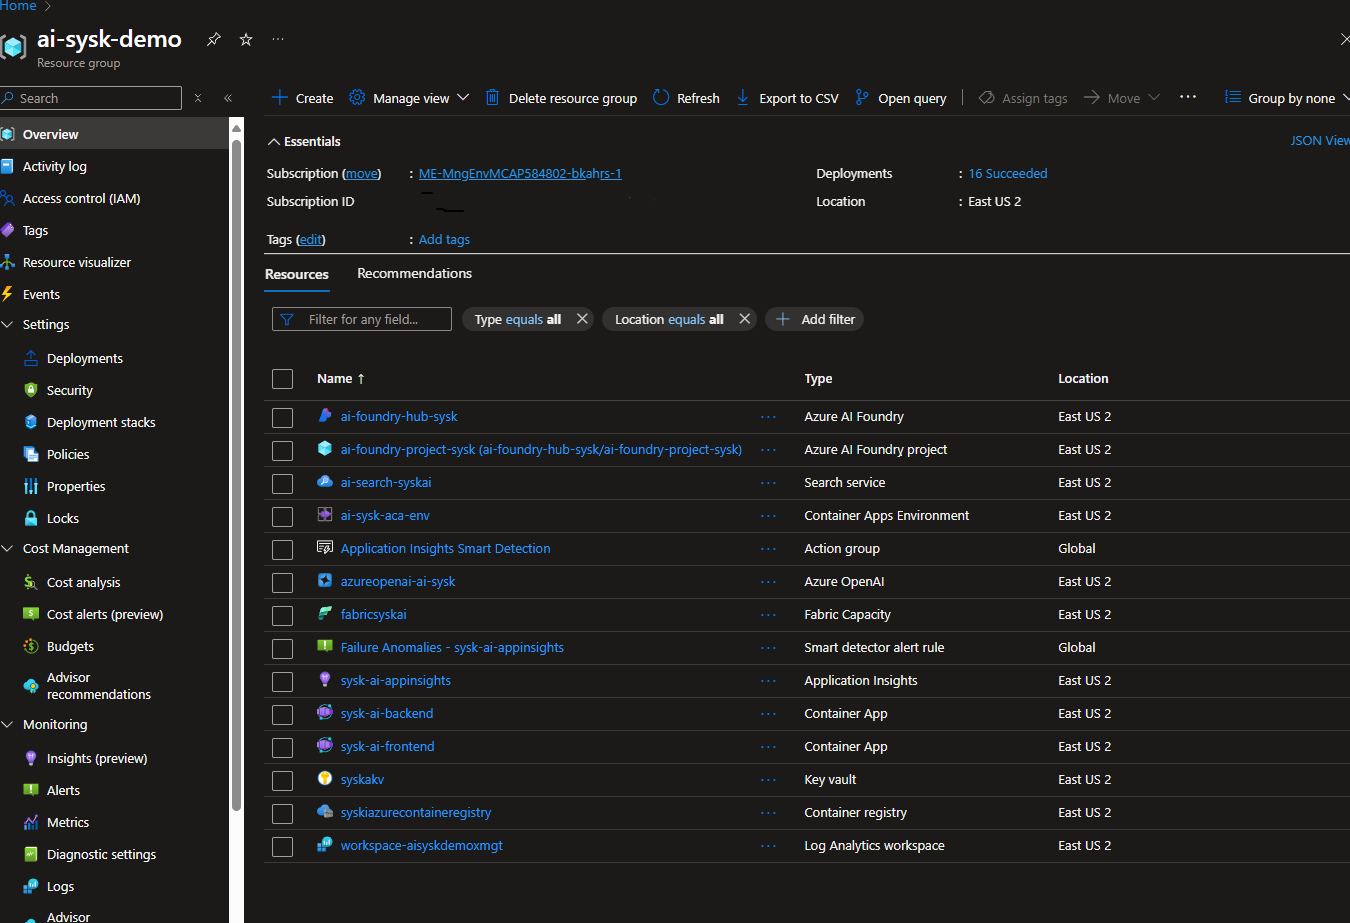 Home
ai-sysk-demo
Resource group
Search
Create
Manage view
Delete resource group
Refresh
Export to CSV
Open query
Assign tags
Move
Group by none
Overview
Activity log
Access control (IAM)
Tags
Resource visualizer
Events
Settings
Deployments
Security
Deployment stacks
Policies
Properties
Locks
Cost Management
Cost analysis
Cost alerts (preview)
Budgets
Advisor
recommendations
Monitoring
Insights (preview)
Alerts
Metrics
Diagnostic settings
Logs
Advisor
Essentials
JSON View
Subscription (move) : ME-MngEnvMCAP584802-bkahrs-1
Deployments : 16 Succeeded
Subscription ID
Location : East US 2
Tags (edit) : Add tags
Resources Recommendations
Filter for any field...
Type equals all
Location equals all
Add filter
Name ↑ Type Location
ai-foundry-hub-sysk ... Azure AI Foundry East US 2
ai-foundry-project-sysk (ai-foundry-hub-sysk/ai-foundry-project-sysk) ... Azure AI Foundry project East US 2
ai-search-syskai ... Search service East US 2
ai-sysk-aca-env ... Container Apps Environment East US 2
Application Insights Smart Detection ... Action group Global
azureopenai-ai-sysk ... Azure OpenAI East US 2
fabricsyskai ... Fabric Capacity East US 2
Failure Anomalies - sysk-ai-appinsights ... Smart detector alert rule Global
sysk-ai-appinsights ... Application Insights East US 2
sysk-ai-backend ... Container App East US 2
sysk-ai-frontend ... Container App East US 2
syskakv ... Key vault East US 2
syskiazurecontaineregistry ... Container registry East US 2
workspace-aisyskdemoxmgt ... Log Analytics workspace East US 2